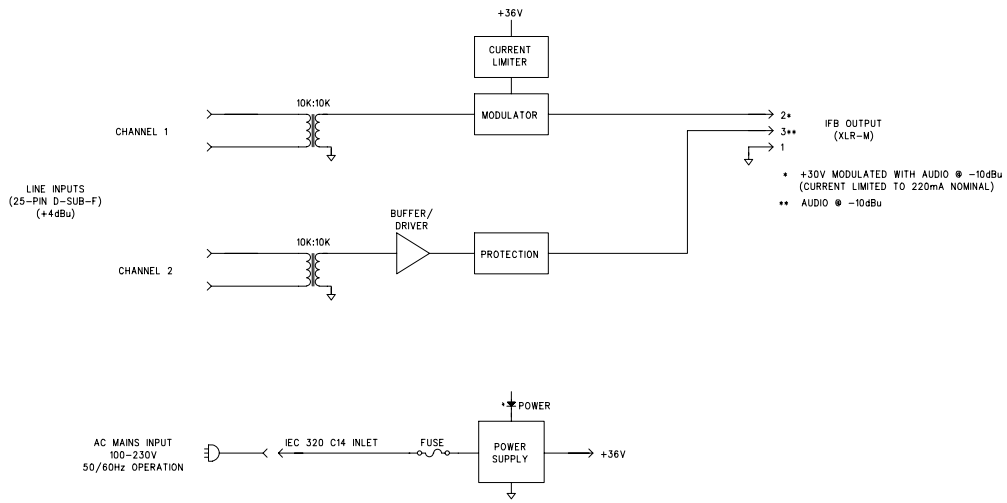 +36V
CURRENT
LIMITER
10K:10K
CHANNEL 1
MODULATOR
2*
3**
1
IFB OUTPUT
(XLR-M)
* +30V MODULATED WITH AUDIO @ -10dBu
(CURRENT LIMITED TO 220mA NOMINAL)
** AUDIO @ -10dBu
LINE INPUTS
(25-PIN D-SUB-F)
(+4dBu)
BUFFER/
DRIVER
10K:10K
CHANNEL 2
PROTECTION
* POWER
AC MAINS INPUT
100-230V
50/60Hz OPERATION
IEC 320 C14 INLET
FUSE
POWER
SUPPLY
+36V